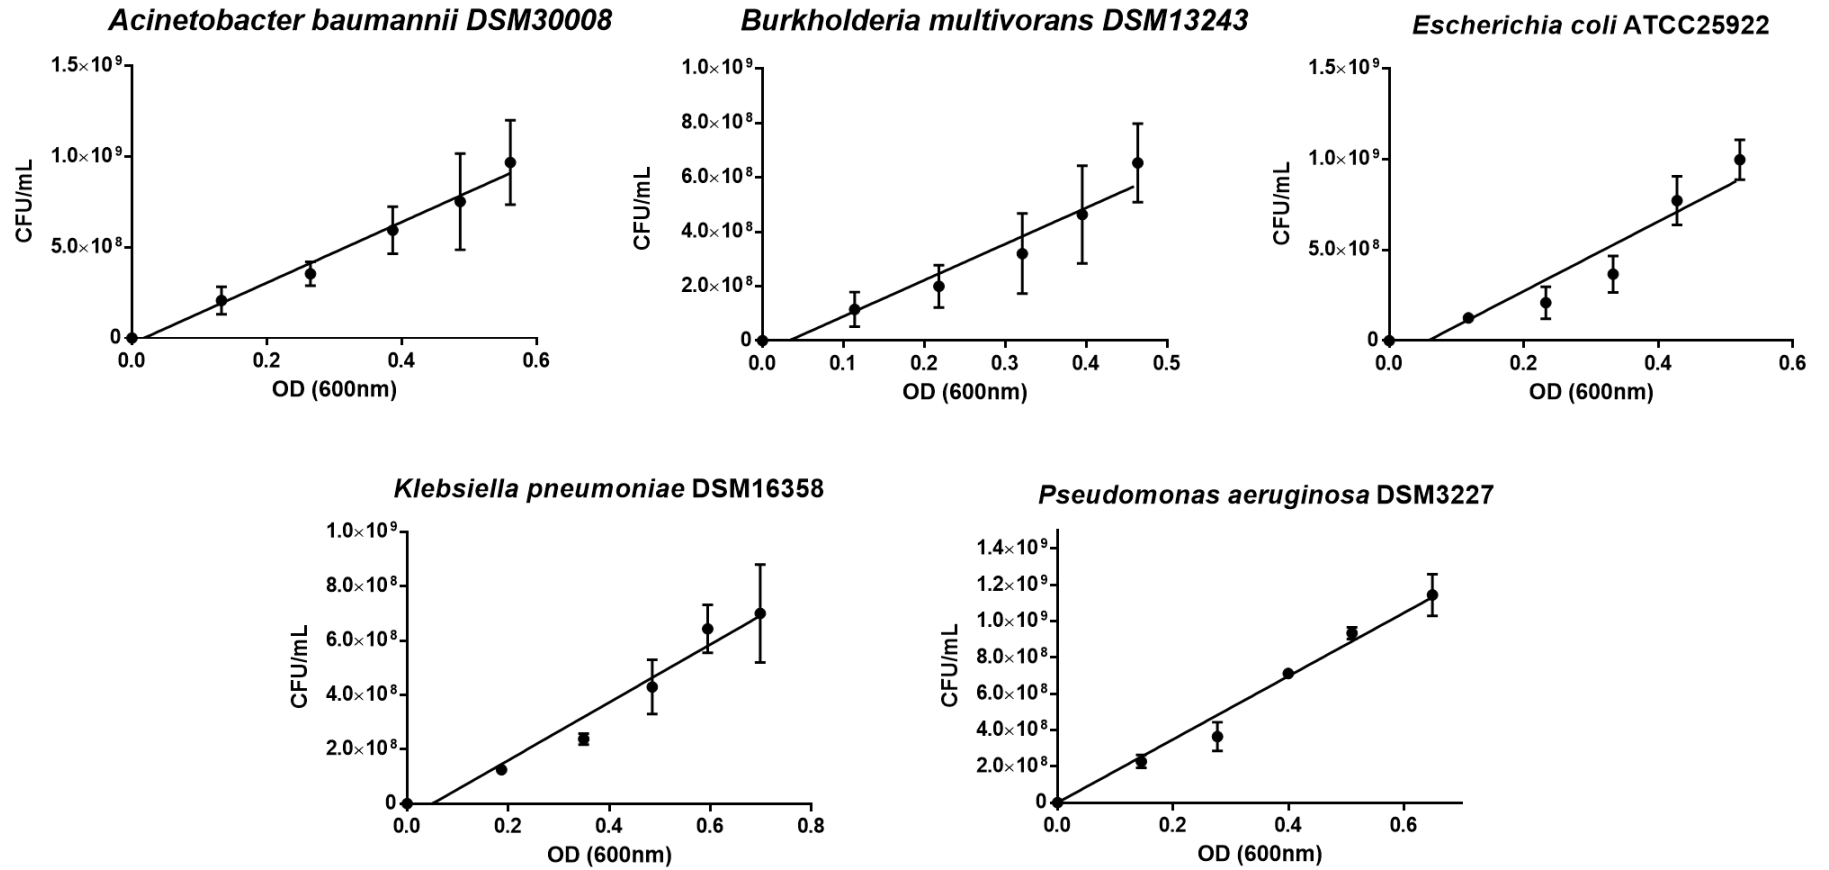 Acinetobacter baumannii DSM30008
1.5×10⁹
1.0×10⁹
5.0×10⁸
0
CFU/mL
0.0 0.2 0.4 0.6
OD (600nm)
Burkholderia multivorans DSM13243
1.0×10⁹
8.0×10⁸
6.0×10⁸
4.0×10⁸
2.0×10⁸
0
CFU/mL
0.0 0.1 0.2 0.3 0.4 0.5
OD (600nm)
Escherichia coli ATCC25922
1.5×10⁹
1.0×10⁹
5.0×10⁸
0
CFU/mL
0.0 0.2 0.4 0.6
OD (600nm)
Klebsiella pneumoniae DSM16358
1.0×10⁹
8.0×10⁸
6.0×10⁸
4.0×10⁸
2.0×10⁸
0
CFU/mL
0.0 0.2 0.4 0.6 0.8
OD (600nm)
Pseudomonas aeruginosa DSM3227
1.4×10⁹
1.2×10⁹
1.0×10⁹
8.0×10⁸
6.0×10⁸
4.0×10⁸
2.0×10⁸
0
CFU/mL
0.0 0.2 0.4 0.6
OD (600nm)